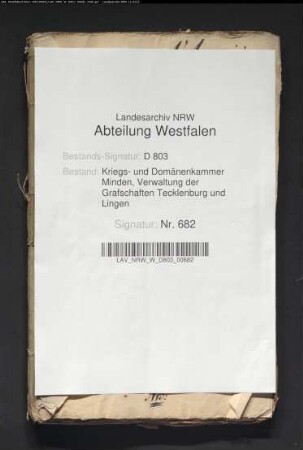 Landesarchiv NRW
Abteilung Westfalen
Bestands-Signatur: D 803
Bestand: Kriegs- und Domänenkammer
Minden, Verwaltung der
Grafschaften Tecklenburg und
Lingen
Signatur: Nr. 682
LAV_NRW_W_D803_00682